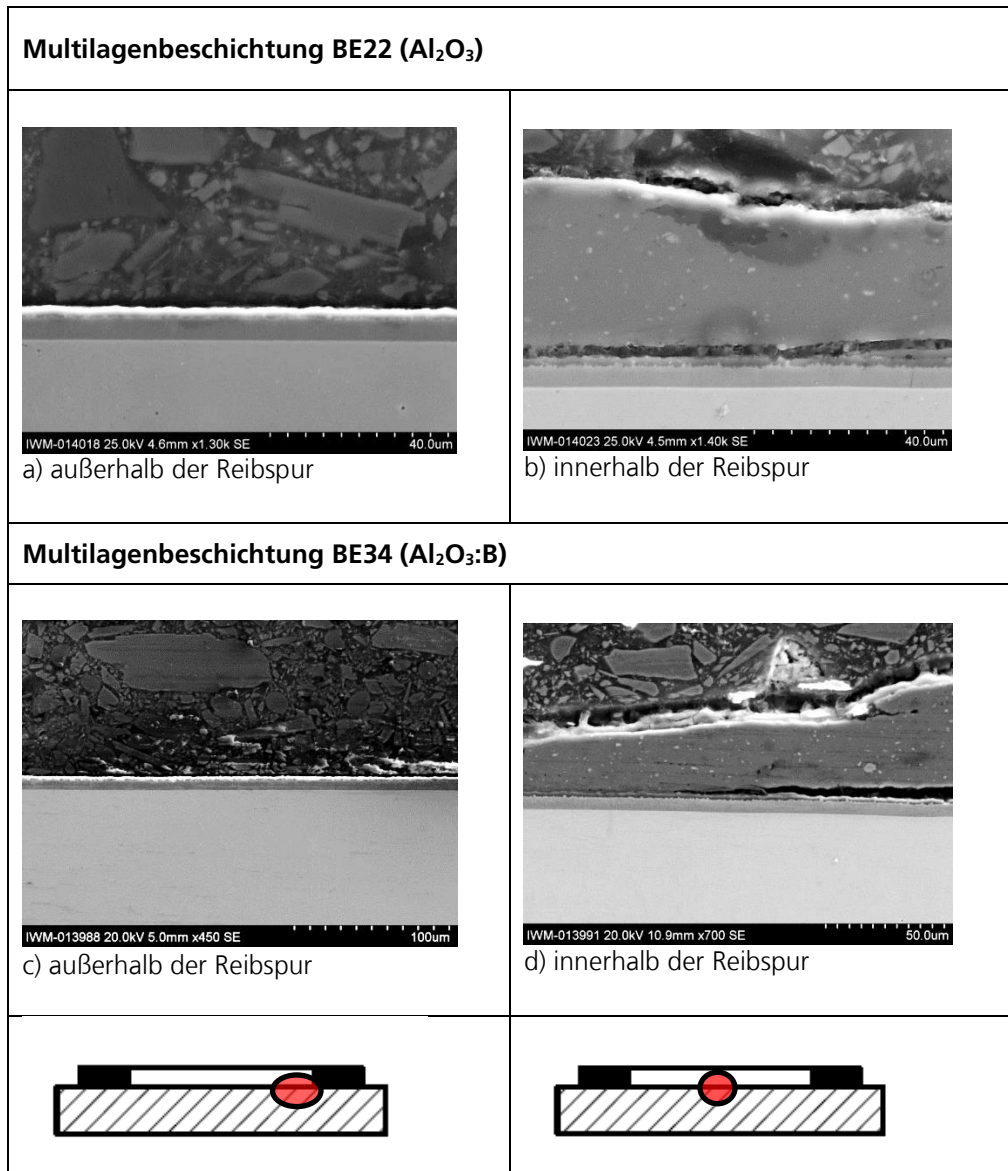 Multilagenbeschichtung BE22 (Al₂O₃)
IWM-014018 25.0kV 4.6mm x1.30k SE 40.0um
a) außerhalb der Reibspur
IWM-014023 25.0kV 4.5mm x1.40k SE 40.0um
b) innerhalb der Reibspur
Multilagenbeschichtung BE34 (Al₂O₃:B)
IWM-013988 20.0kV 5.0mm x450 SE 100um
c) außerhalb der Reibspur
IWM-013991 20.0kV 10.9mm x700 SE 50.0um
d) innerhalb der Reibspur